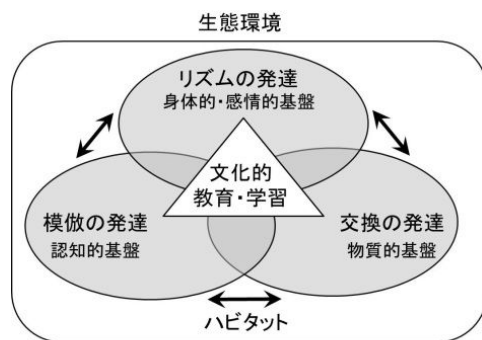 生態環境
リズムの発達
身体的・感情的基盤
文化的
教育・学習
模倣の発達
認知的基盤
交換の発達
物質的基盤
ハビタット